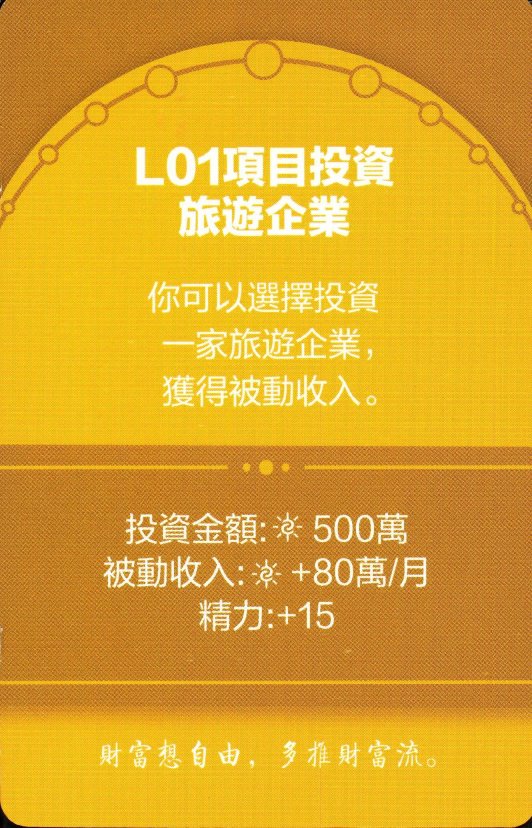 L01項目投資
旅遊企業
你可以選擇投資
一家旅遊企業，
獲得被動收入。
投資金額: 500萬
被動收入: +80萬/月
精力:+15
財富想自由，多推財富流。